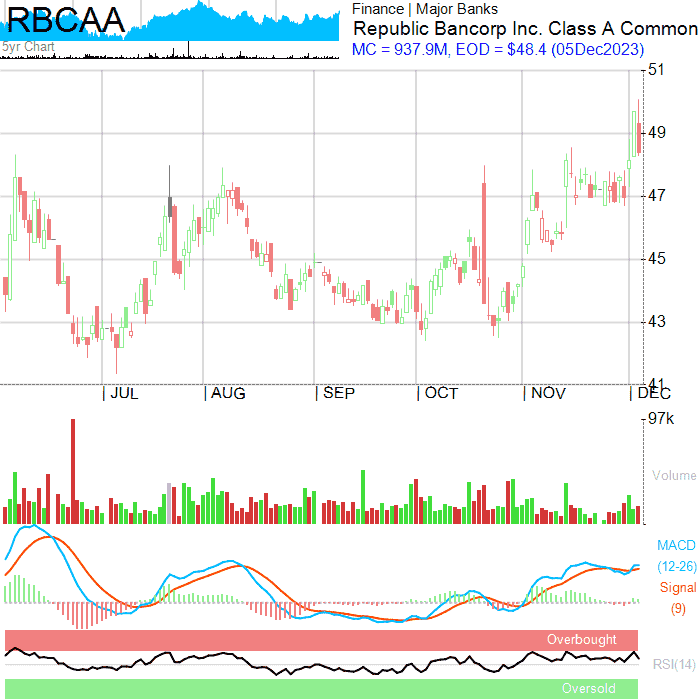 RBCAA
5yr Chart
Finance | Major Banks
Republic Bancorp Inc. Class A Common
MC = 937.9M, EOD = $48.4 (05Dec2023)
51
49
47
45
43
41
| JUL | AUG | SEP | OCT | NOV | DEC
97k
Volume
MACD
(12-26)
Signal
(9)
Overbought
RSI(14)
Oversold